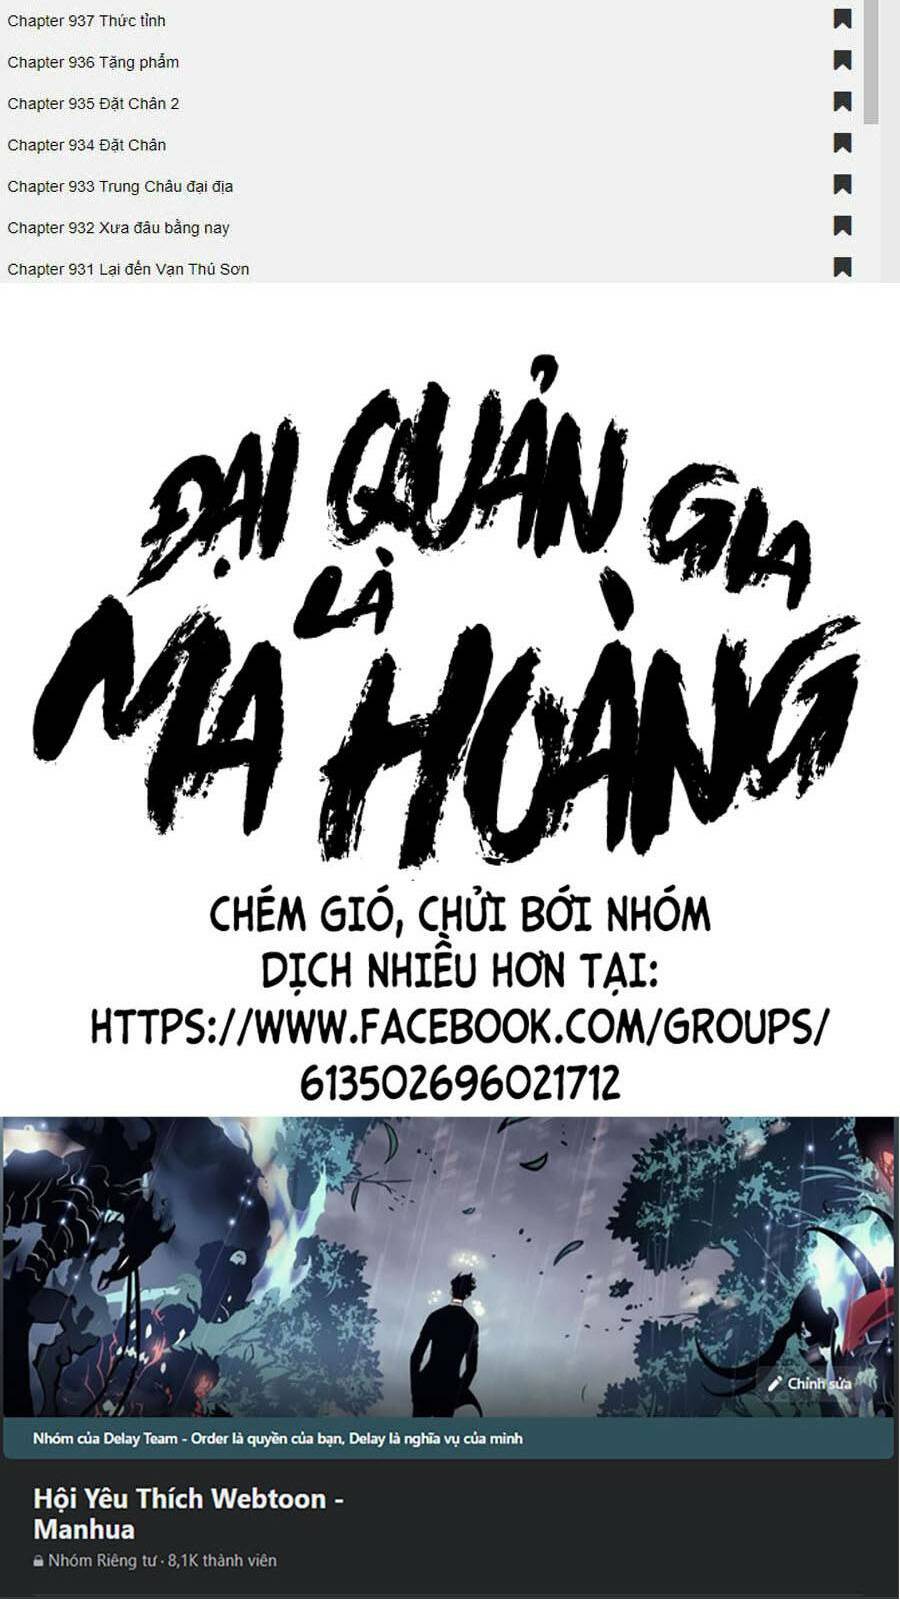 Chapter 937 Thức tỉnh
Chapter 936 Tặng phẩm
Chapter 935 Đặt Chân 2
Chapter 934 Đặt Chân
Chapter 933 Trung Châu đại địa
Chapter 932 Xưa đâu bằng nay
Chapter 931 Lại đến Vạn Thú Sơn
ĐẠI QUẢN GIA
LÀ
MA HOÀNG
CHÉM GIÓ, CHỬI BỚI NHÓM
DỊCH NHIỀU HƠN TẠI:
HTTPS://WWW.FACEBOOK.COM/GROUPS/
613502696021712
Chỉnh sửa
Nhóm của Delay Team - Order là quyền của bạn, Delay là nghĩa vụ của mình
Hội Yêu Thích Webtoon -
Manhua
Nhóm Riêng tư · 8,1K thành viên